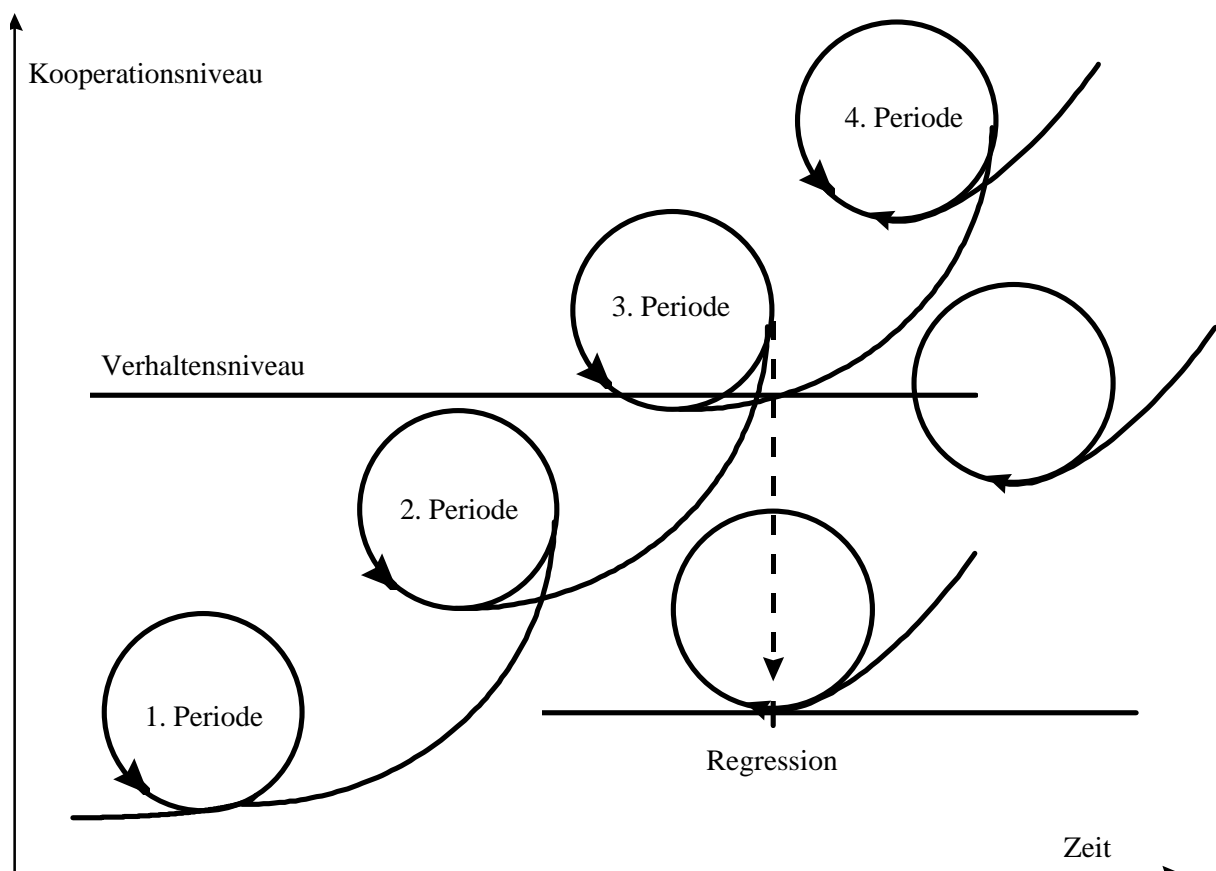 Kooperationsniveau
4. Periode
3. Periode
Verhaltensniveau
2. Periode
1. Periode
Regression
Zeit